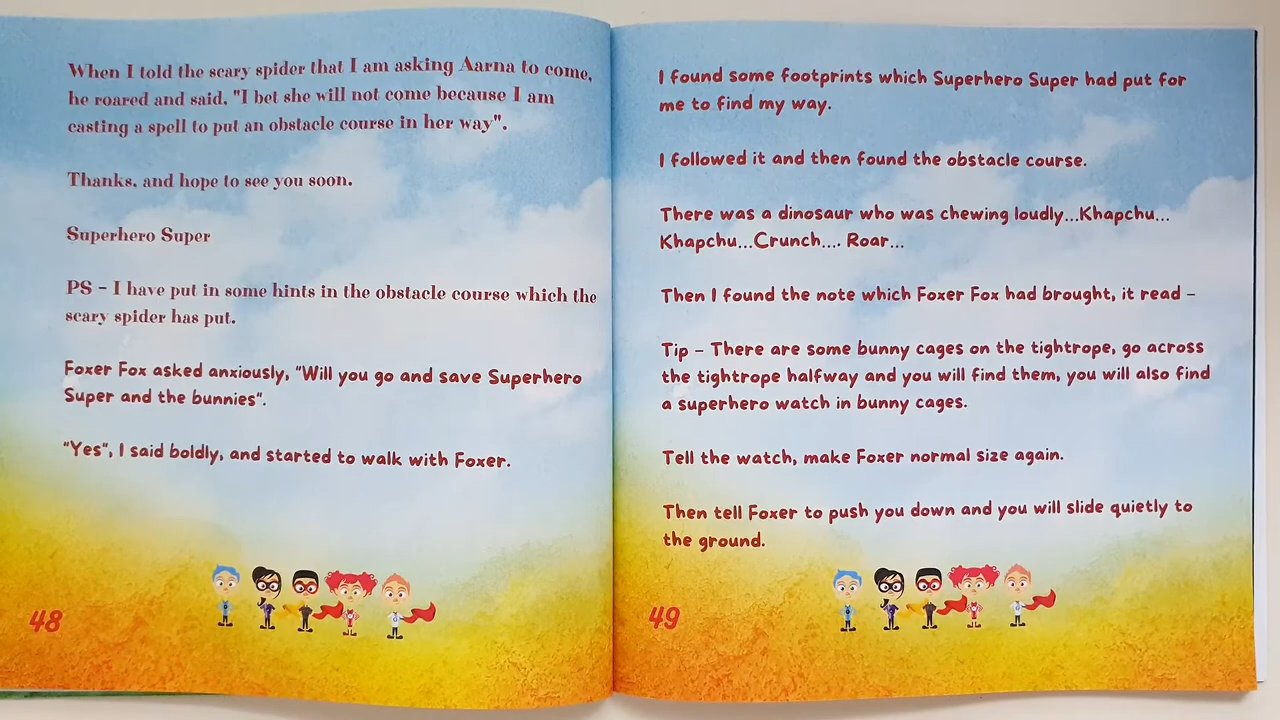 When I told the scary spider that I am asking Aarna to come,
he roared and said, "I bet she will not come because I am
casting a spell to put an obstacle course in her way".
Thanks, and hope to see you soon.
Superhero Super
PS - I have put in some hints in the obstacle course which the
scary spider has put.
Foxer Fox asked anxiously, "Will you go and save Superhero
Super and the bunnies".
"Yes", I said boldly, and started to walk with Foxer.
48
I found some footprints which Superhero Super had put for
me to find my way.
I followed it and then found the obstacle course.
There was a dinosaur who was chewing loudly...Khapchu...
Khapchu...Crunch.... Roar...
Then I found the note which Foxer Fox had brought, it read –
Tip – There are some bunny cages on the tightrope, go across
the tightrope halfway and you will find them, you will also find
a superhero watch in bunny cages.
Tell the watch, make Foxer normal size again.
Then tell Foxer to push you down and you will slide quietly to
the ground.
49